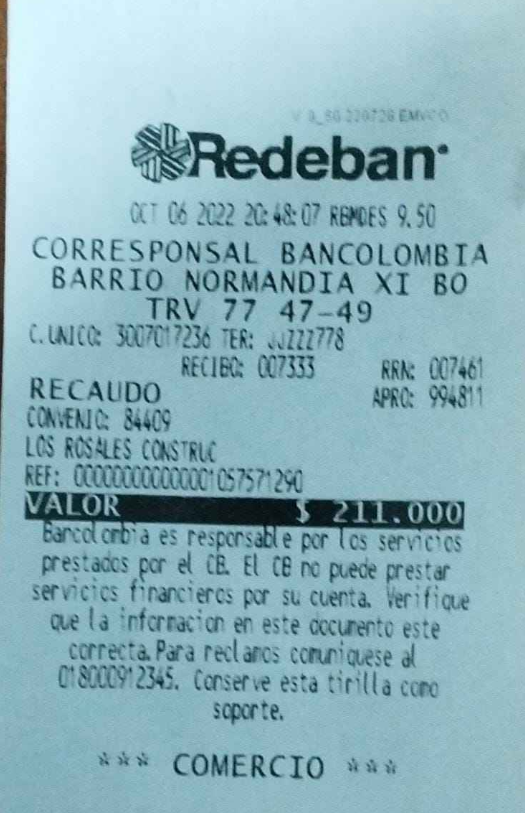 V 9_SG 220726 EMVCO
Redeban
OCT 06 2022 20:48:07 RBMDES 9.50
CORRESPONSAL BANCOLOMBIA
BARRIO NORMANDIA XI BO
TRV 77 47-49
C. UNICO: 3007017236 TER:
RECIBO: 007333 RRN: 007461
RECAUDO APRO: 994811
CONVENIO: 84409
LOS ROSALES CONSTRUC
REF: 00000000000001057571290
VALOR $ 211.000
Bancolombia es responsable por los servicios
prestados por el CB. El CB no puede prestar
servicios financieros por su cuenta. Verifique
que la informacion en este documento este
correcta. Para reclamos comuniquese al
018000912345. Conserve esta tirilla como
soporte.
*** COMERCIO ***